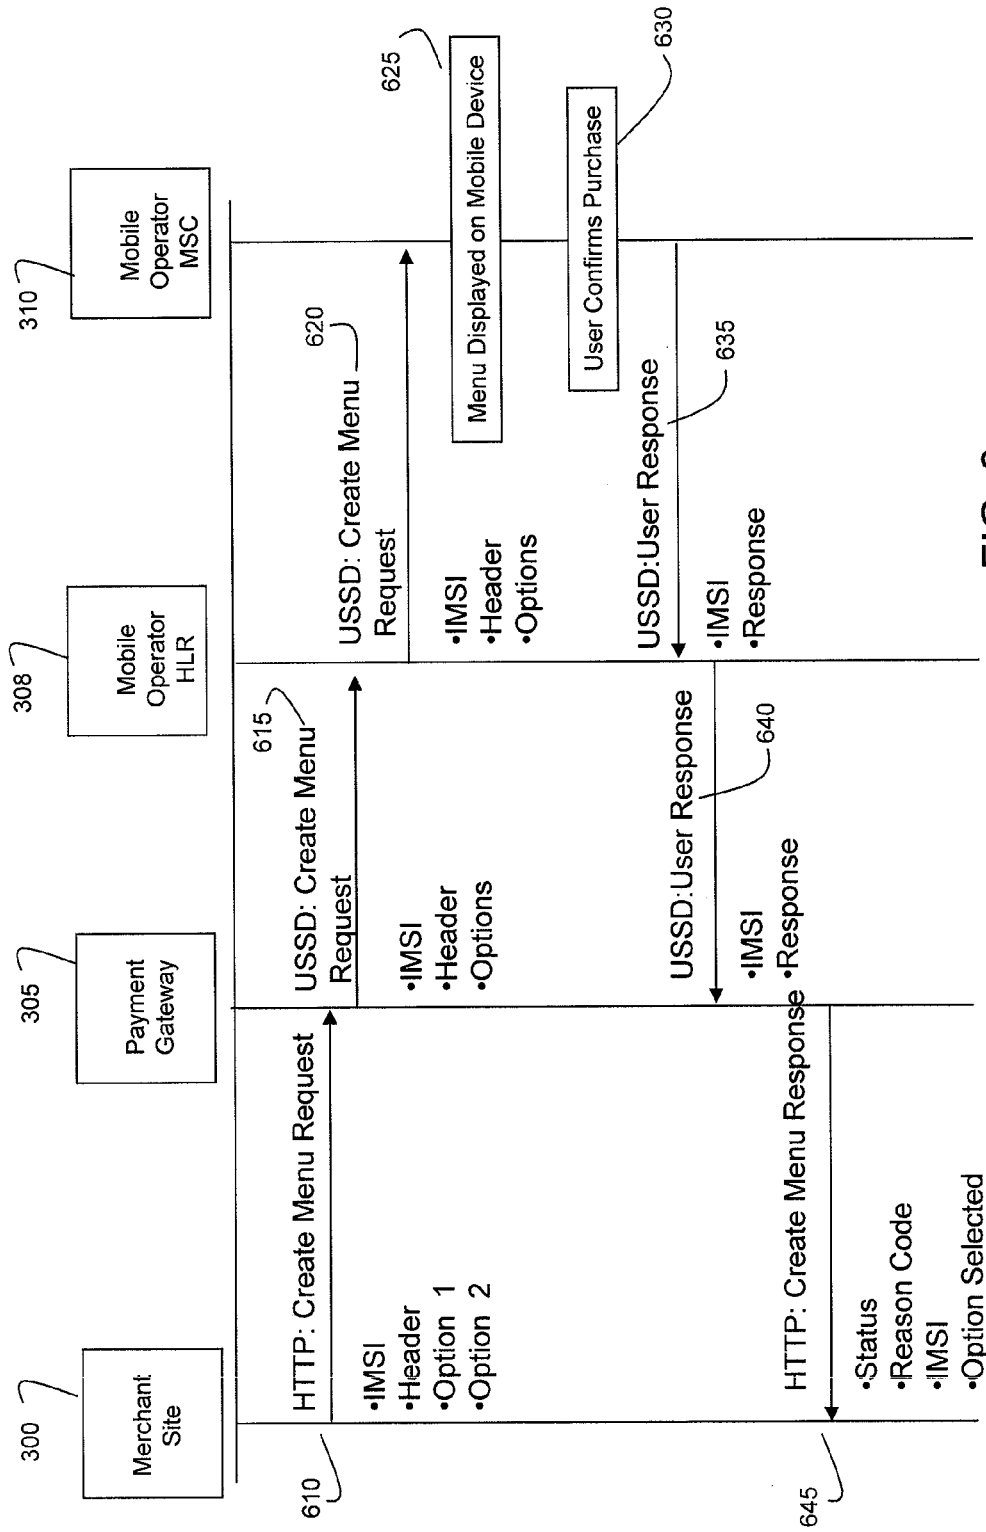 300
305
308
310
Merchant
Site
Payment
Gateway
Mobile
Operator
HLR
Mobile
Operator
MSC
610
HTTP: Create Menu Request
•IMSI
•Header
•Option 1
•Option 2
615
USSD: Create Menu
Request
•IMSI
•Header
•Options
620
USSD: Create Menu
Request
•IMSI
•Header
•Options
625
Menu Displayed on Mobile Device
630
User Confirms Purchase
USSD:User Response
635
•IMSI
•Response
USSD:User Response
640
•IMSI
•Response
645
HTTP: Create Menu Response
•Status
•Reason Code
•IMSI
•Option Selected